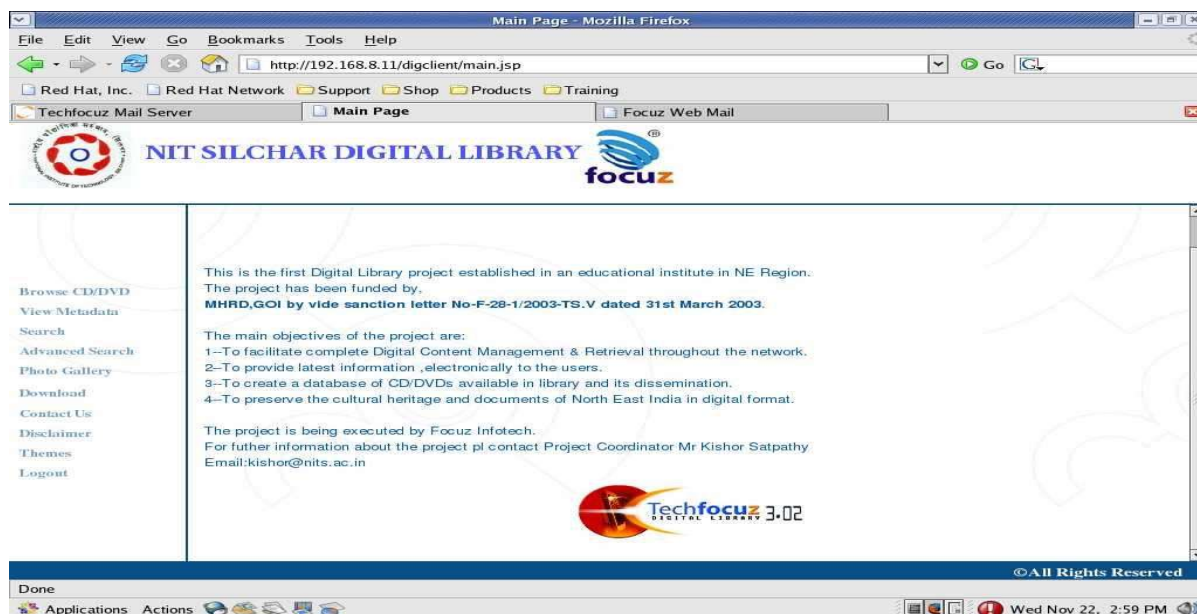 Main Page - Mozilla Firefox
File Edit View Go Bookmarks Tools Help
http://192.168.8.11/digclient/main.jsp Go
Red Hat, Inc. Red Hat Network Support Shop Products Training
Techfocuz Mail Server Main Page Focuz Web Mail
NIT SILCHAR DIGITAL LIBRARY
focuz
This is the first Digital Library project established in an educational institute in NE Region.
The project has been funded by,
MHRD,GOI by vide sanction letter No-F-28-1/2003-TS.V dated 31st March 2003.
The main objectives of the project are:
1--To facilitate complete Digital Content Management & Retrieval throughout the network.
2--To provide latest information ,electronically to the users.
3--To create a database of CD/DVDs available in library and its dissemination.
4--To preserve the cultural heritage and documents of North East India in digital format.
The project is being executed by Focuz Infotech.
For futher information about the project pl contact Project Coordinator Mr Kishor Satpathy
Email:kishor@nits.ac.in
Browse CD/DVD
View Metadata
Search
Advanced Search
Photo Gallery
Download
Contact Us
Disclaimer
Themes
Logout
Techfocuz 3.02
DIGITAL LIBRARY
©All Rights Reserved
Done
Applications Actions Wed Nov 22, 2:59 PM